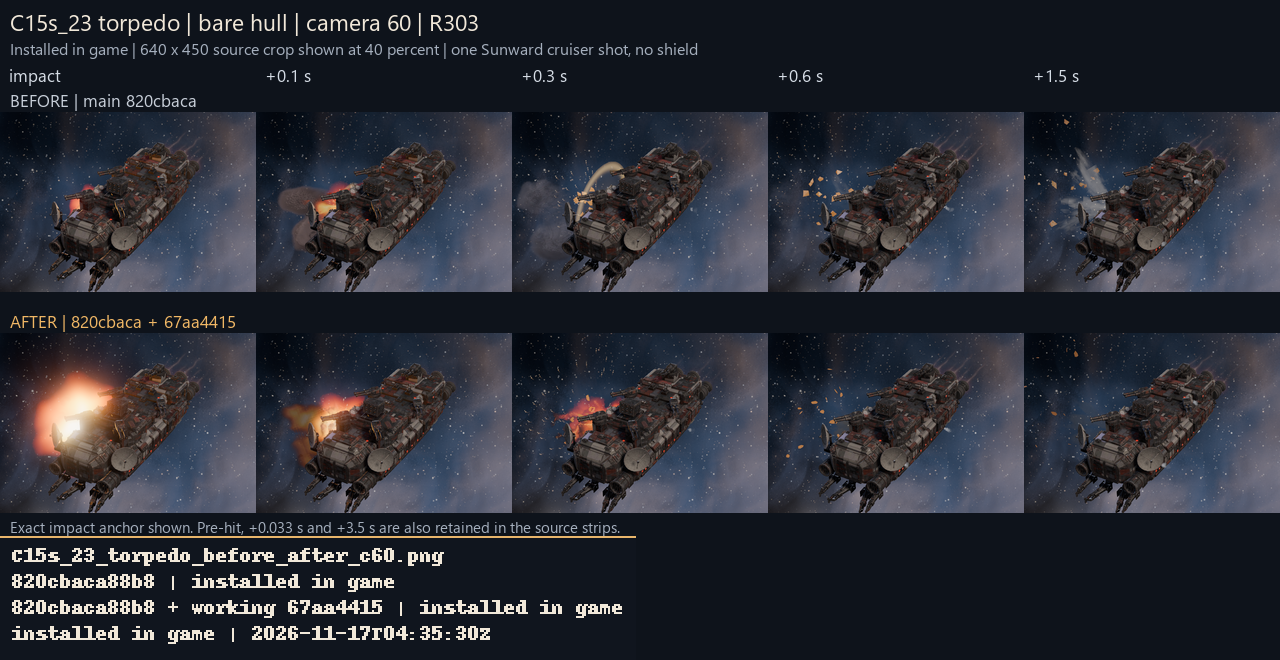 C15s_23 torpedo | bare hull | camera 60 | R303
Installed in game | 640 x 450 source crop shown at 40 percent | one Sunward cruiser shot, no shield
impact +0.1 s +0.3 s +0.6 s +1.5 s
BEFORE | main 820cbaca
AFTER | 820cbaca + 67aa4415
Exact impact anchor shown. Pre-hit, +0.033 s and +3.5 s are also retained in the source strips.
C15s_23_torpedo_before_after_c60.png
820cbaca88b8 | installed in game
820cbaca88b8 + working 67aa4415 | installed in game
installed in game | 2026-11-17T04:35:30Z